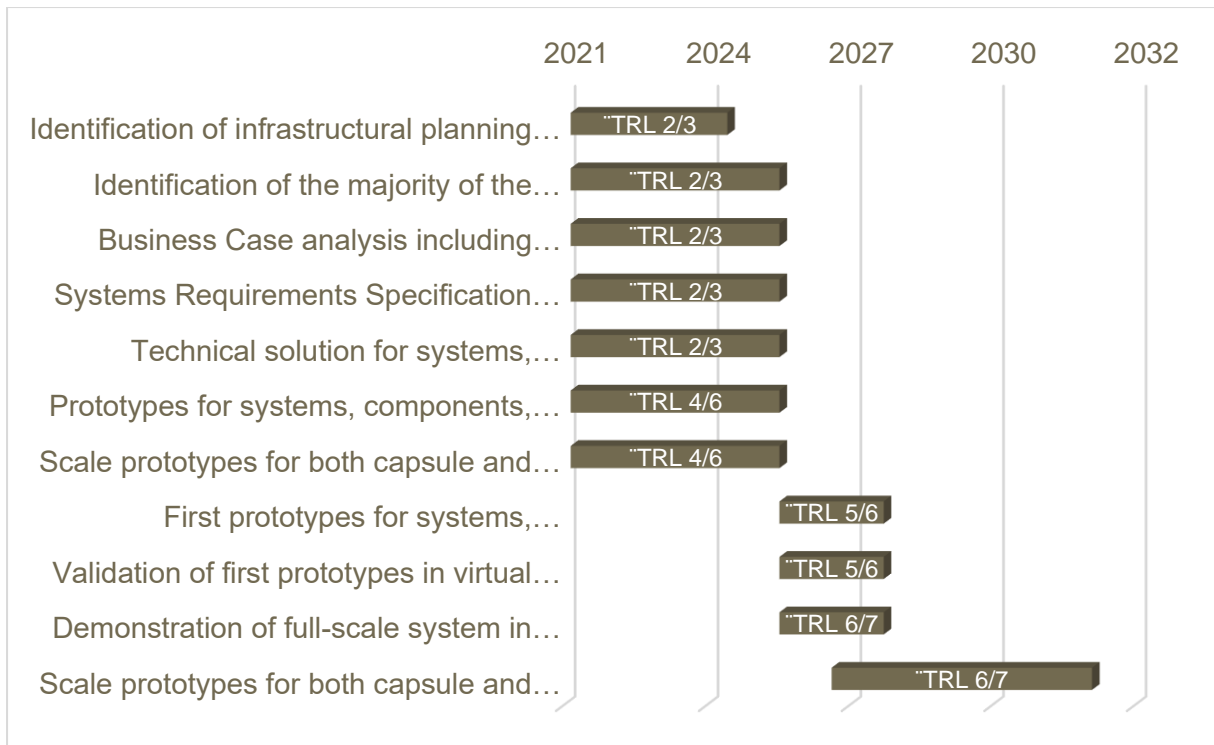 2021 2024 2027 2030 2032
Identification of infrastructural planning… ¨TRL 2/3
Identification of the majority of the… ¨TRL 2/3
Business Case analysis including… ¨TRL 2/3
Systems Requirements Specification… ¨TRL 2/3
Technical solution for systems,… ¨TRL 2/3
Prototypes for systems, components,… ¨TRL 4/6
Scale prototypes for both capsule and… ¨TRL 4/6
First prototypes for systems,… ¨TRL 5/6
Validation of first prototypes in virtual… ¨TRL 5/6
Demonstration of full-scale system in… ¨TRL 6/7
Scale prototypes for both capsule and… ¨TRL 6/7